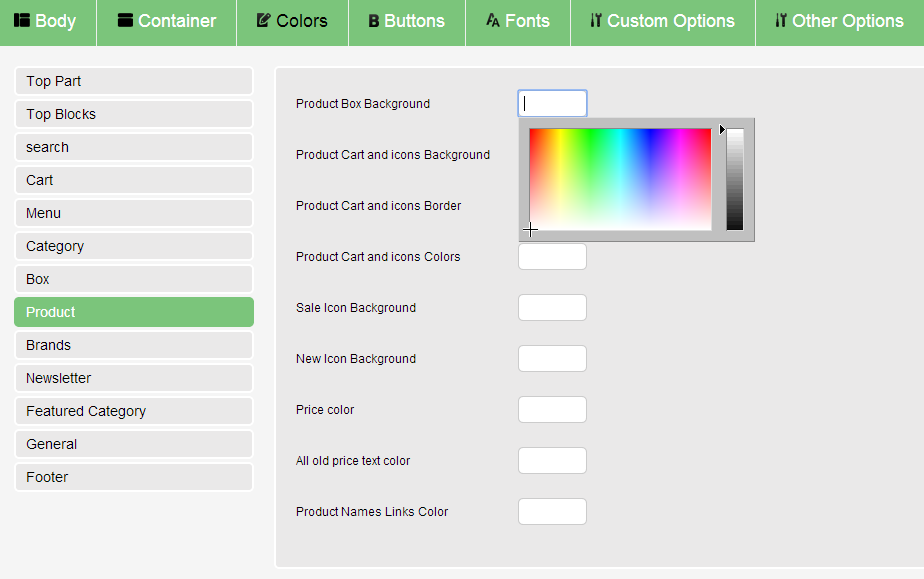 Body
Container
Colors
Buttons
Fonts
Custom Options
Other Options
Top Part
Top Blocks
search
Cart
Menu
Category
Box
Product
Brands
Newsletter
Featured Category
General
Footer
Product Box Background
Product Cart and icons Background
Product Cart and icons Border
Product Cart and icons Colors
Sale Icon Background
New Icon Background
Price color
All old price text color
Product Names Links Color